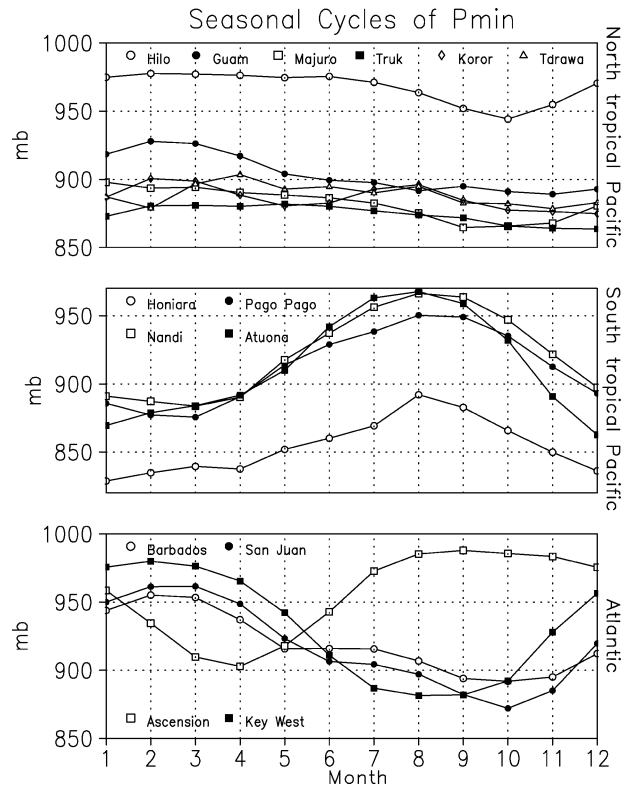 Seasonal Cycles of Pmin
1000
950
900
850
mb
Hilo Guam Majuro Truk Koror Tarawa
North tropical Pacific
950
900
850
mb
Honiara Pago Pago
Nandi Atuona
South tropical Pacific
1000
950
900
850
mb
Barbados San Juan
Ascension Key West
Atlantic
1 2 3 4 5 6 7 8 9 10 11 12
Month